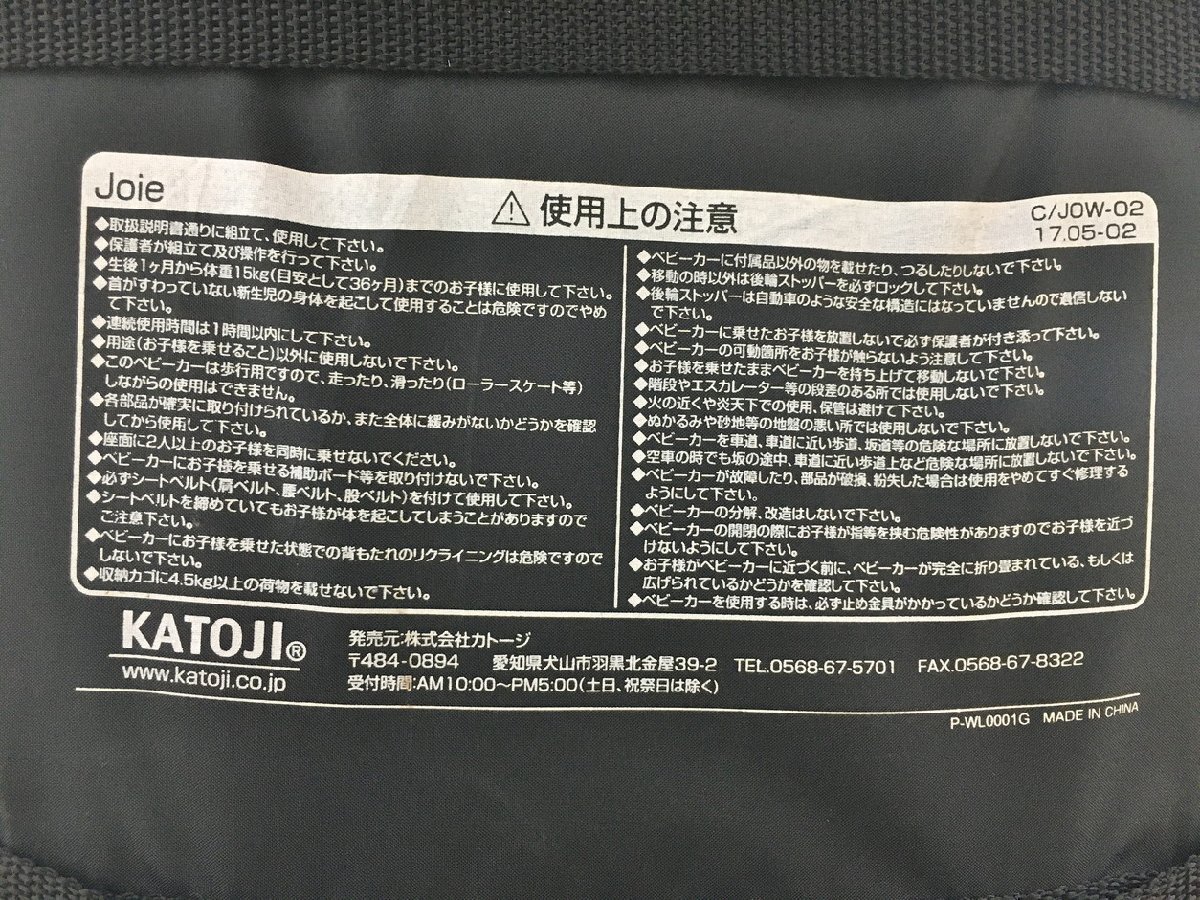 Joie
⚠使用上の注意
C/JOW-02
17.05-02
◆取扱説明書通りに組立て、使用して下さい。
◆保護者が組立て及び操作を行って下さい。
◆生後1ヶ月から体重15kg(目安として36ヶ月)までのお子様に使用して下さい。
◆首がすわっていない新生児の身体を起こして使用することは危険ですのでやめ
て下さい。
◆連続使用時間は1時間以内にして下さい。
◆用途(お子様を乗せること)以外に使用しないで下さい。
◆このベビーカーは歩行用ですので、走ったり、滑ったり(ローラースケート等)
しながらの使用はできません。
◆各部品が確実に取り付けられているか、また全体に緩みがないかどうかを確認
してから使用して下さい。
◆座面に2人以上のお子様を同時に乗せないでください。
◆ベビーカーにお子様を乗せる補助ボード等を取り付けないで下さい。
◆必ずシートベルト(肩ベルト、腰ベルト、股ベルト)を付けて使用して下さい。
◆シートベルトを締めていてもお子様が体を起こしてしまうことがありますので
ご注意下さい。
◆ベビーカーにお子様を乗せた状態での背もたれのリクライニングは危険ですので
しないで下さい。
◆収納カゴに4.5kg以上の荷物を載せないで下さい。
◆ベビーカーに付属品以外の物を載せたり、つるしたりしないで下さい。
◆移動の時以外は後輪ストッパーを必ずロックして下さい。
◆後輪ストッパーは自動車のような安全な構造にはなっていませんので過信しない
で下さい。
◆ベビーカーに乗せたお子様を放置しないで必ず保護者が付き添って下さい。
◆ベビーカーの可動箇所をお子様が触らないよう注意して下さい。
◆お子様を乗せたままベビーカーを持ち上げて移動しないで下さい。
◆階段やエスカレーター等の段差のある所では使用しないで下さい。
◆火の近くや炎天下での使用、保管は避けて下さい。
◆ぬかるみや砂地等の地盤の悪い所では使用しないで下さい。
◆ベビーカーを車道、車道に近い歩道、坂道等の危険な場所に放置しないで下さい。
◆空車の時でも坂の途中、車道に近い歩道上など危険な場所に放置しないで下さい。
◆ベビーカーが故障したり、部品が破損、紛失した場合は使用をやめてすぐ修理する
ようにして下さい。
◆ベビーカーの分解、改造はしないで下さい。
◆ベビーカーの開閉の際にお子様が指等を挟む危険性がありますのでお子様を近づ
けないようにして下さい。
◆お子様がベビーカーに近づく前に、ベビーカーが完全に折り畳まれている、もしくは
広げられているかどうかを確認して下さい。
◆ベビーカーを使用する時は、必ず止め金具がかかっているかどうか確認して下さい。
KATOJI®
www.katoji.co.jp
発売元:株式会社カトージ
〒484-0894 愛知県犬山市羽黒北金屋39-2 TEL.0568-67-5701 FAX.0568-67-8322
受付時間:AM10:00〜PM5:00(土日、祝祭日は除く)
P-WL0001G MADE IN CHINA